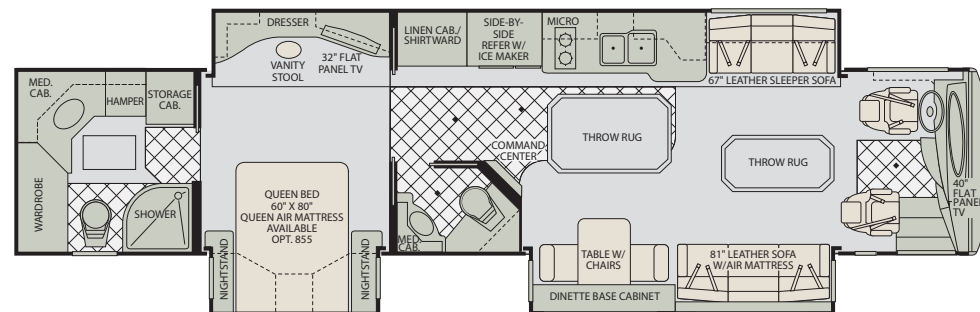 DRESSER
VANITY
STOOL
32" FLAT
PANEL TV
LINEN CAB./
SHIRTWARD
SIDE-BY-
SIDE
REFER W/
ICE MAKER
MICRO
67" LEATHER SLEEPER SOFA
MED.
CAB.
HAMPER
STORAGE
CAB.
WARDROBE
SHOWER
QUEEN BED
60" X 80"
QUEEN AIR MATTRESS
AVAILABLE
OPT. 855
NIGHTSTAND
NIGHTSTAND
COMMAND
CENTER
THROW RUG
THROW RUG
MED.
CAB.
TABLE W/
CHAIRS
DINETTE BASE CABINET
81" LEATHER SOFA
W/AIR MATTRESS
40"
FLAT
PANEL
TV